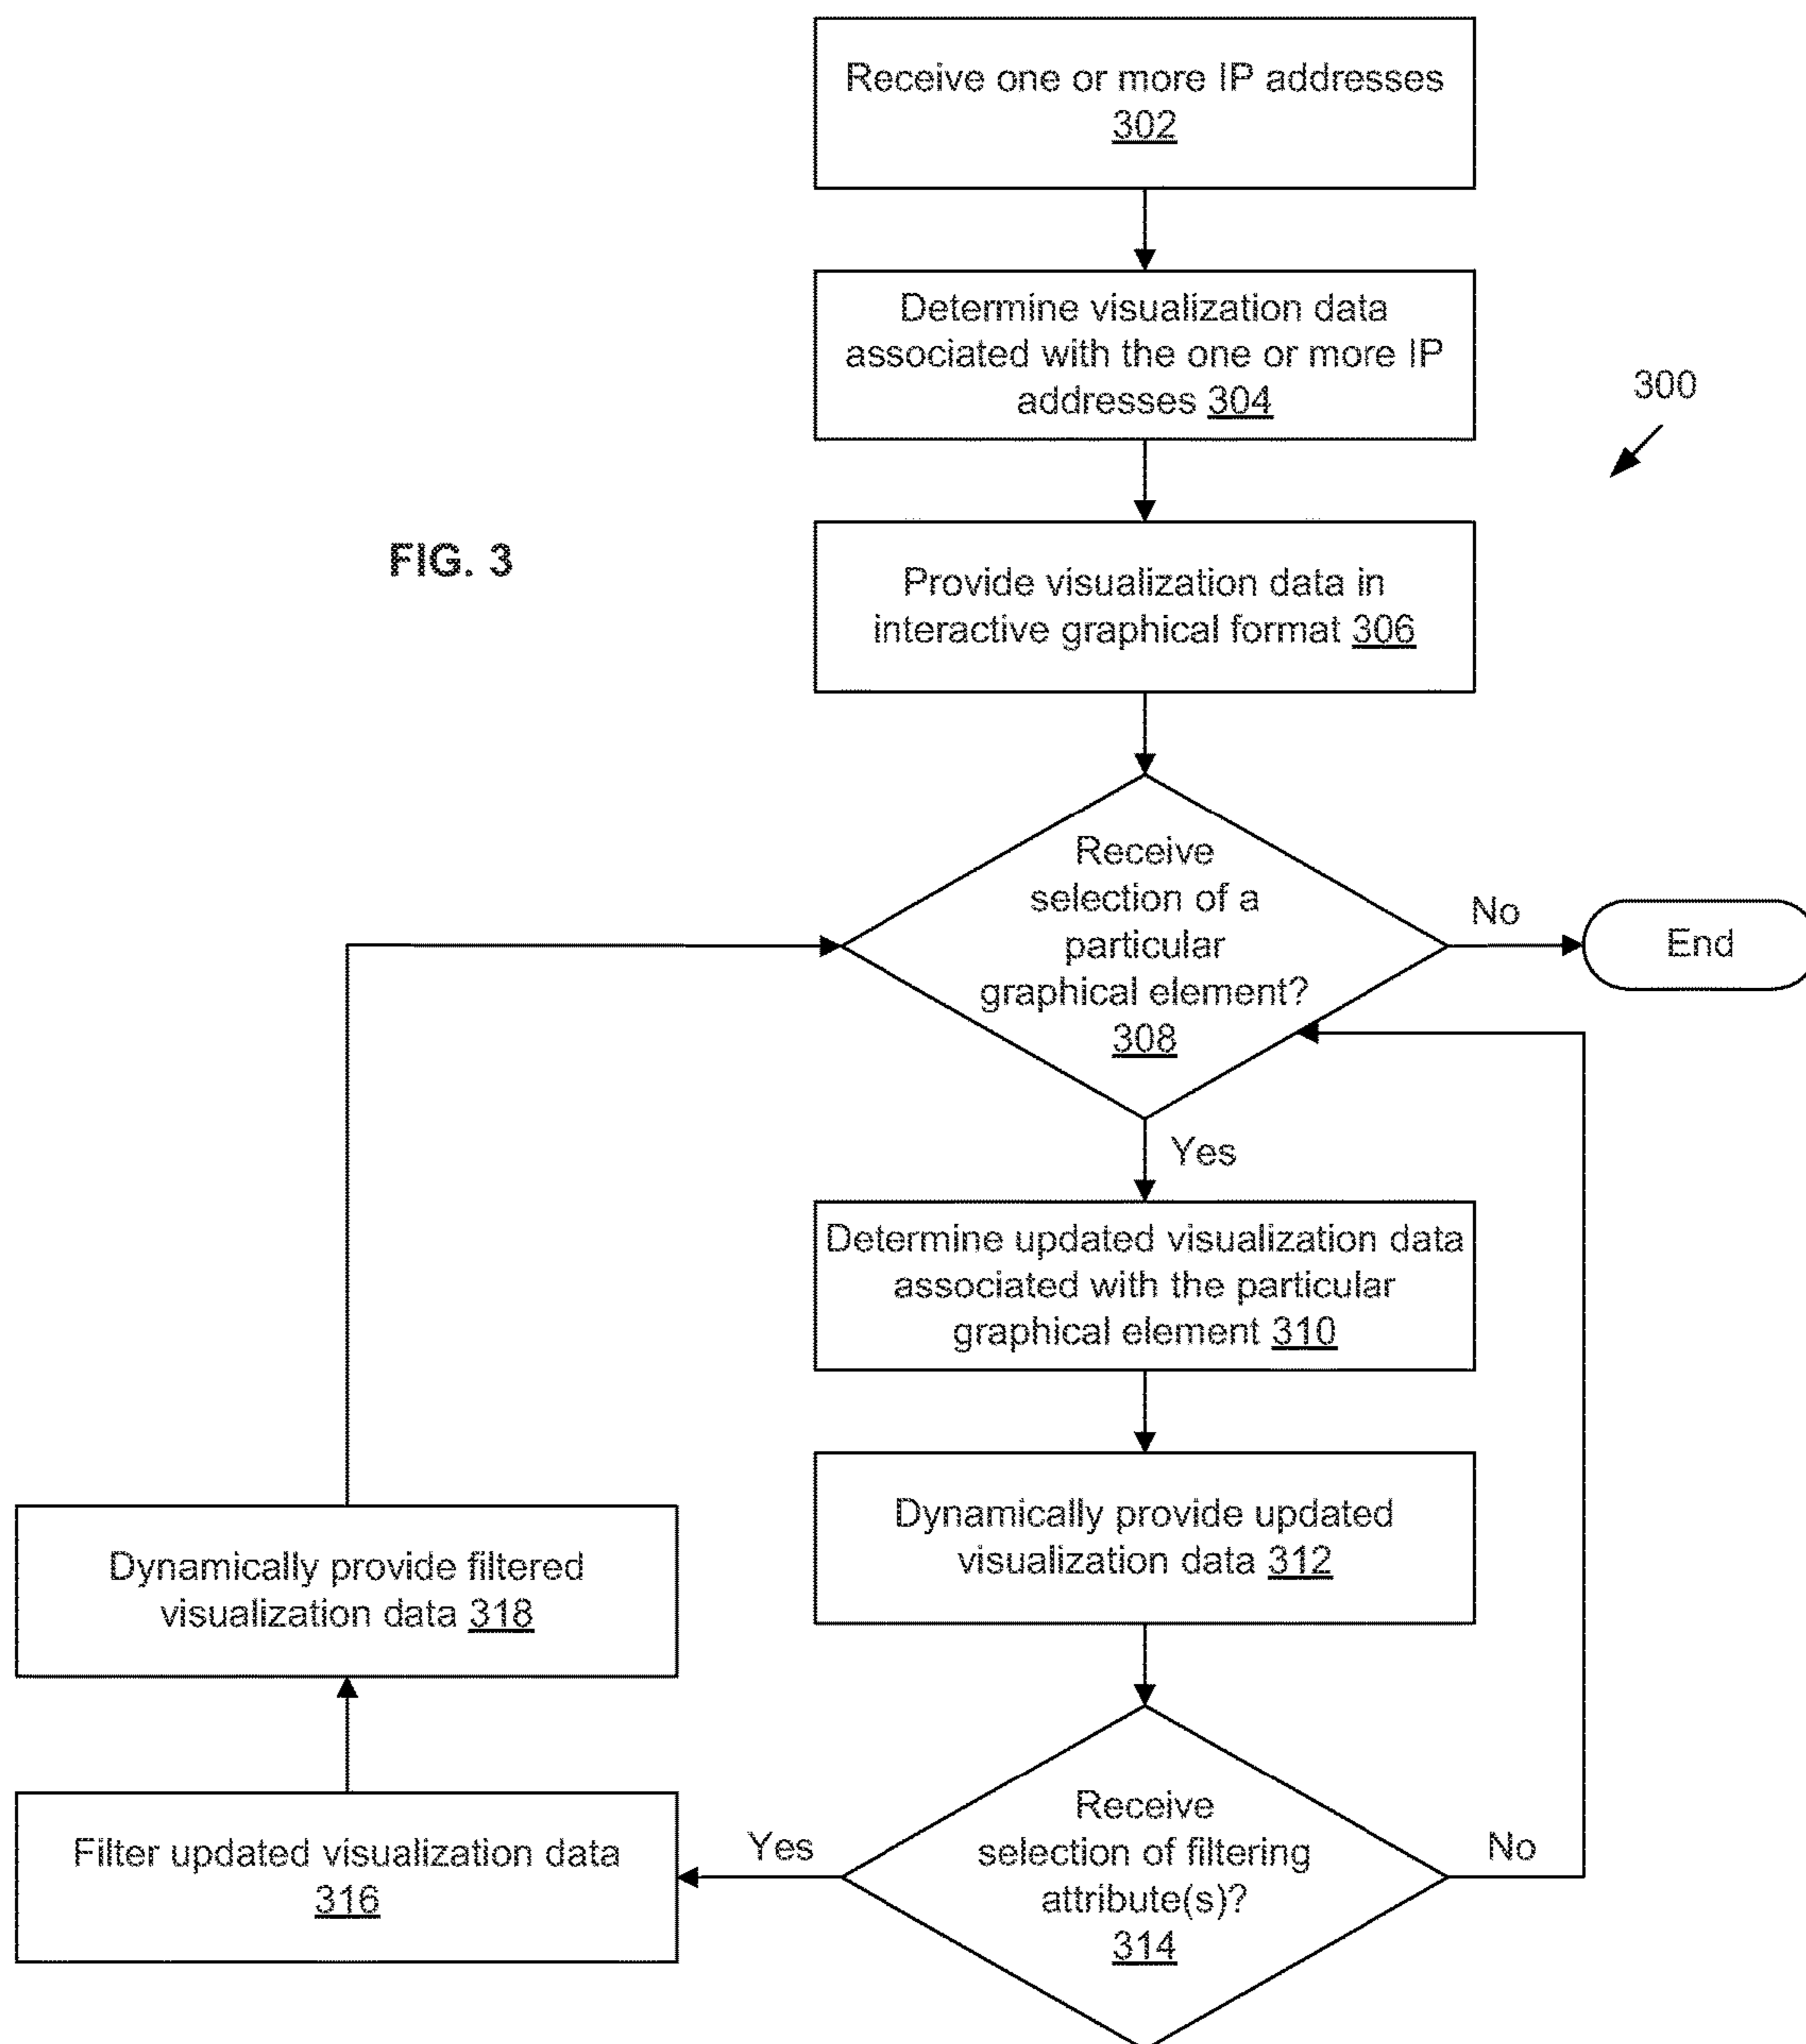 Receive one or more IP addresses
302
Determine visualization data
associated with the one or more IP
addresses 304
300
FIG. 3
Provide visualization data in
interactive graphical format 306
Receive
selection of a
particular
graphical element?
308
No
End
Yes
Determine updated visualization data
associated with the particular
graphical element 310
Dynamically provide updated
visualization data 312
Dynamically provide filtered
visualization data 318
Receive
selection of filtering
attribute(s)?
314
Yes
No
Filter updated visualization data
316